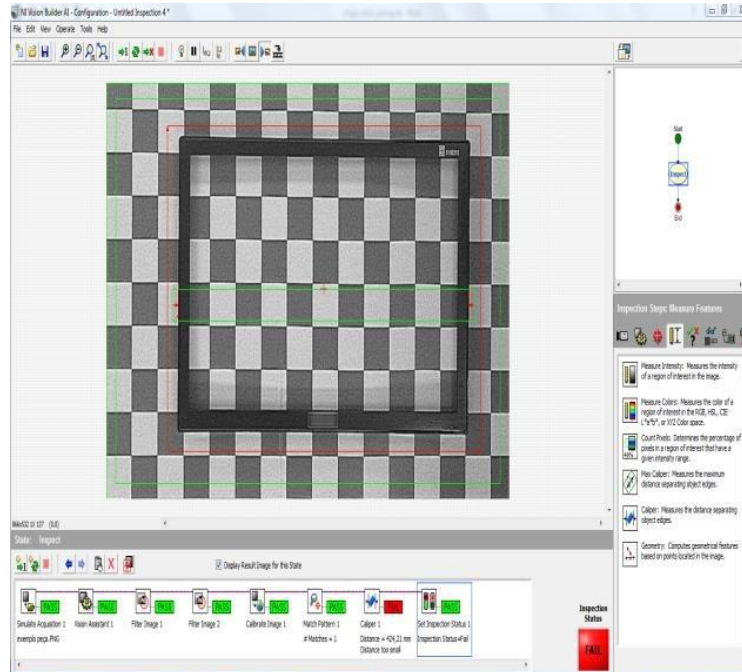 NI Vision Builder AI - Configuration - Untitled Inspection 4 *
File Edit View Operate Tools Help
Start
Inspect
End
Inspection Steps: Measure Features
Measure Intensity: Measures the intensity
of a region of interest in the image.
Measure Colors: Measures the color of a
region of interest in the RGB, HSL, CIE
L*a*b*, or XYZ Color space.
Count Pixels: Determines the percentage of
pixels in a region of interest that have a
given intensity range.
Max Caliper: Measures the maximum
distance separating object edges.
Caliper: Measures the distance separating
object edges.
Geometry: Computes geometrical features
based on points located in the image.
(0,0)
State: Inspect
Display Result Image for this State
PASS PASS PASS PASS PASS PASS FAIL PASS
Simulate Acquisition 1 Vision Assistant 1 Filter Image 1 Filter Image 2 Calibrate Image 1 Match Pattern 1 Caliper 1 Set Inspection Status 1
exemplo peça.PNG # Matches = 1 Distance = 424,21 mm Inspection Status=Fail
Distance too small
Inspection
Status
FAIL